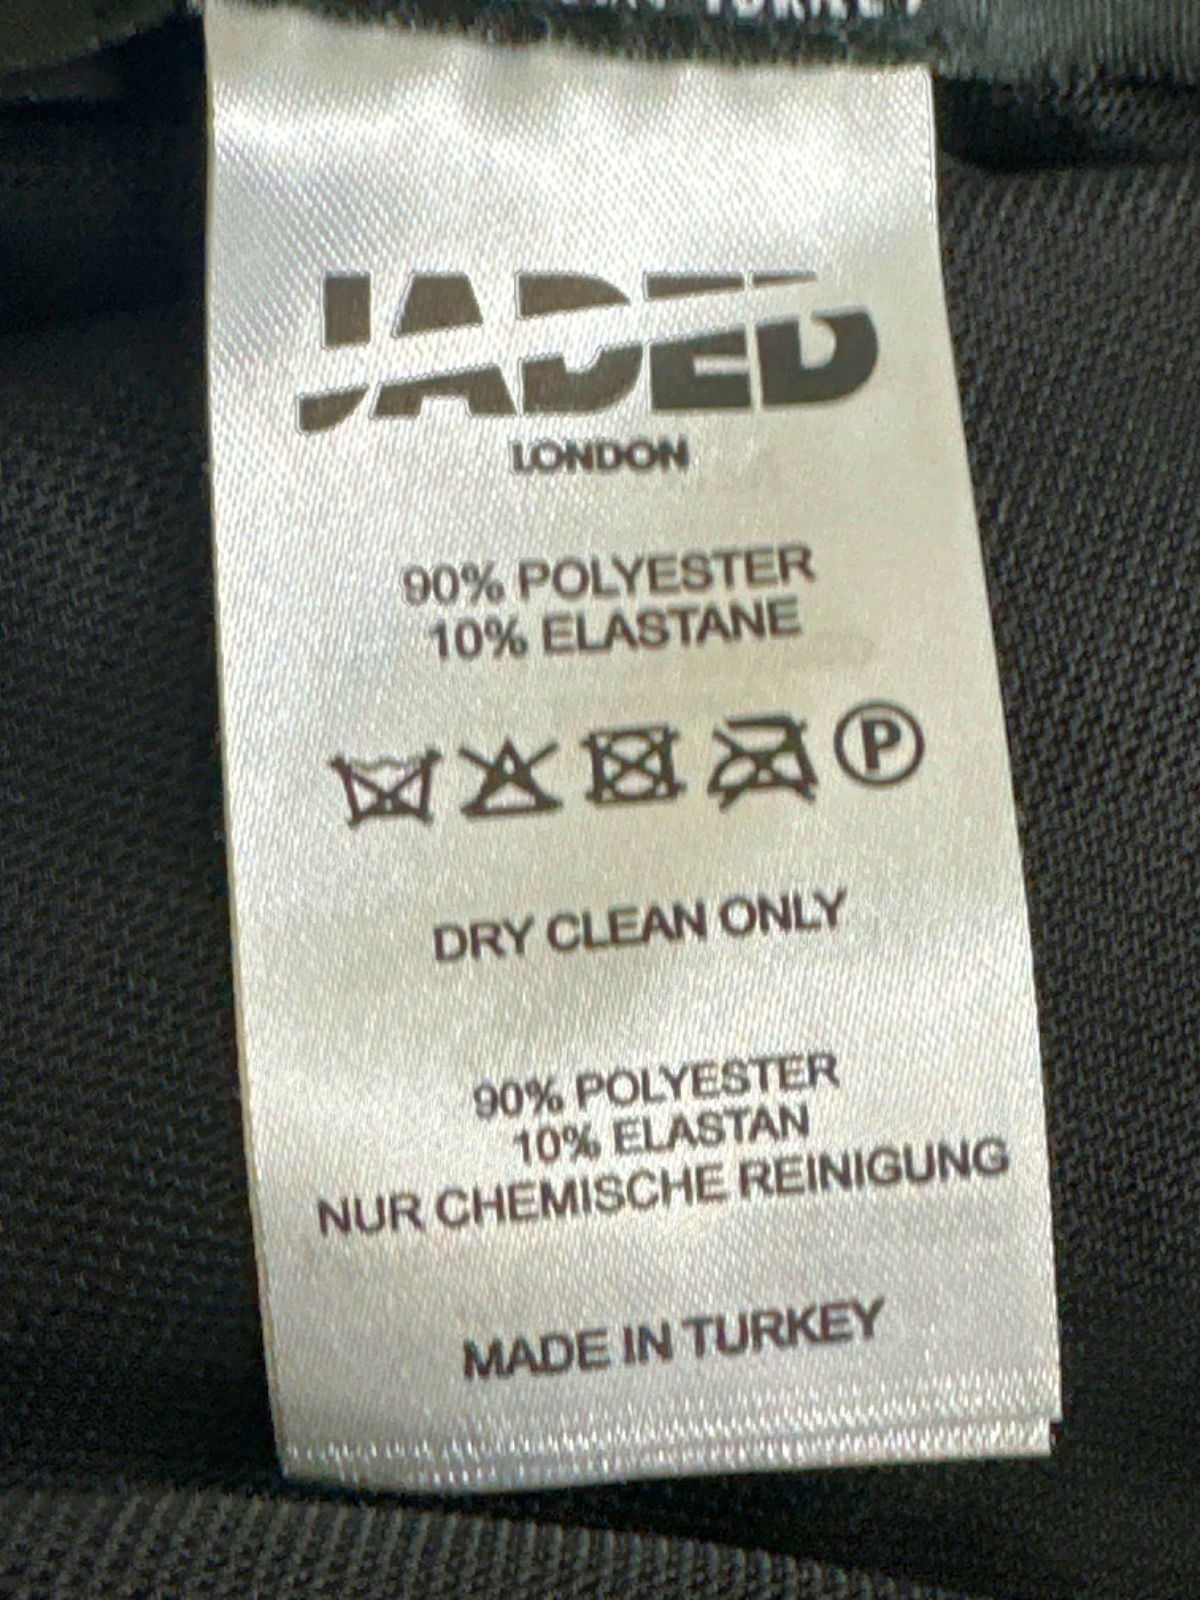 TURKEY
JADED
LONDON
90% POLYESTER
10% ELASTANE
P
DRY CLEAN ONLY
90% POLYESTER
10% ELASTAN
NUR CHEMISCHE REINIGUNG
MADE IN TURKEY